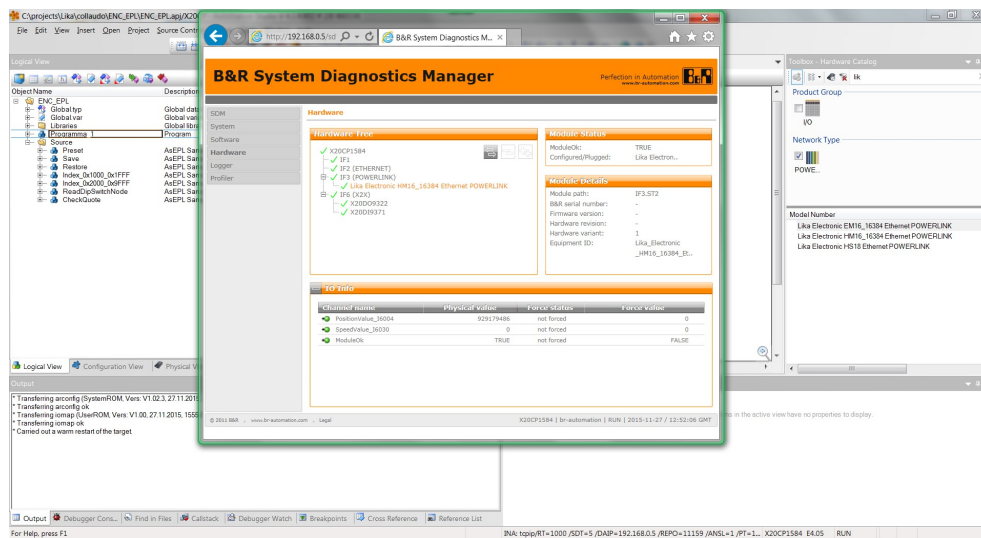 C:\projects\Lika\collaudo\ENC_EPL\ENC_EPL.apj/X20
File Edit View Insert Open Project Source Contr
http://192.168.0.5/sd
B&R System Diagnostics M... ×
Logical View
Toolbox - Hardware Catalog
lik
Object Name Description
ENC_EPL
Global.typ Global data
Global.var Global vari
Libraries Global libra
Programma_1 Program
Source
Preset AsEPL Sam
Save AsEPL Sam
Restore AsEPL Sam
Index_0x1000_0x1FFF AsEPL Sam
Index_0x2000_0x9FFF AsEPL Sam
ReadDipSwitchNode AsEPL Sam
CheckQuote AsEPL Sam
B&R System Diagnostics Manager
Perfection in Automation
www.br-automation.com
B&R
SDM
System
Software
Hardware
Logger
Profiler
Hardware
Hardware Tree
X20CP1584
IF1
IF2 (ETHERNET)
IF3 (POWERLINK)
Lika Electronic HM16_16384 Ethernet POWERLINK
IF6 (X2X)
X20DO9322
X20DI9371
Module Status
ModuleOk: TRUE
Configured/Plugged: Lika Electron..
Module Details
Module path: IF3.ST2
B&R serial number: -
Firmware version: -
Hardware revision: -
Hardware variant: 1
Equipment ID: Lika_Electronic
_HM16_16384_Et..
IO Info
Channel name Physical value Force status Force value
PositionValue_I6004 929179486 not forced 0
SpeedValue_I6030 0 not forced 0
ModuleOk TRUE not forced FALSE
© 2011 B&R , www.br-automation.com , Legal
X20CP1584 | br-automation | RUN | 2015-11-27 / 12:52:06 GMT
Product Group
I/O
Network Type
POWE...
Model Number
Lika Electronic EM16_16384 Ethernet POWERLINK
Lika Electronic HM16_16384 Ethernet POWERLINK
Lika Electronic HS18 Ethernet POWERLINK
Logical View Configuration View Physical V
Output
* Transferring arconfig (SystemROM, Vers: V1.02.3, 27.11.2015
* Transferring arconfig ok
* Transferring iomap (UserROM, Vers: V1.00, 27.11.2015, 1555
* Transferring iomap ok
* Carried out a warm restart of the target.
ms in the active view have no properties to display.
Output Debugger Cons... Find in Files Callstack Debugger Watch Breakpoints Cross Reference Reference List
For Help, press F1
INA: tcpip/RT=1000 /SDT=5 /DAIP=192.168.0.5 /REPO=11159 /ANSL=1 /PT=1... X20CP1584 E4.05 RUN